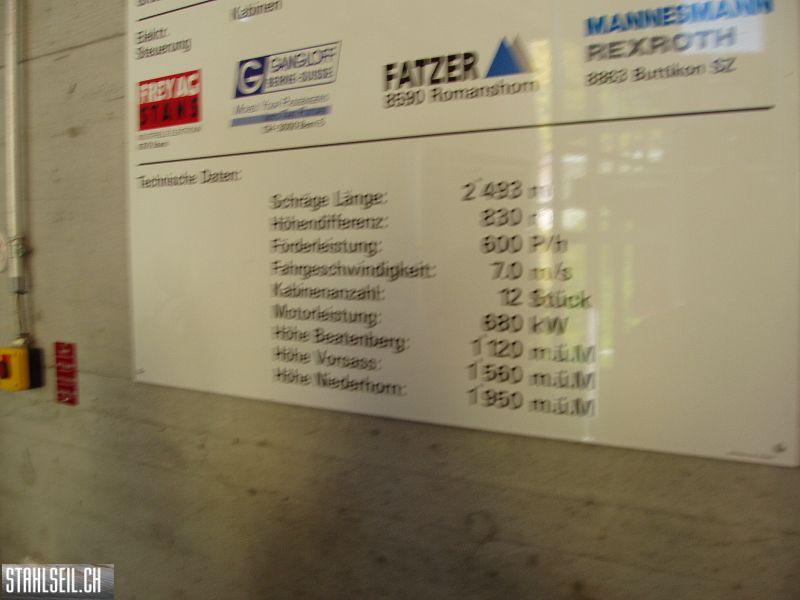 Kabinen
Elektr.
Steuerung
FREY AG
STANS
GANGLOFF
BERNE-SUISSE
FATZER
8590 Romanshorn
MANNESMANN
REXROTH
8863 Buttikon SZ
Technische Daten:
Schräge Länge: 2'493 m
Höhendifferenz: 830 m
Förderleistung: 600 P/h
Fahrgeschwindigkeit: 7.0 m/s
Kabinenanzahl: 12 Stück
Motorleistung: 680 kW
Höhe Beatenberg: 1'120 m.ü.M
Höhe Vorsass: 1'560 m.ü.M
Höhe Niederhorn: 1'950 m.ü.M
STAHLSEIL.CH